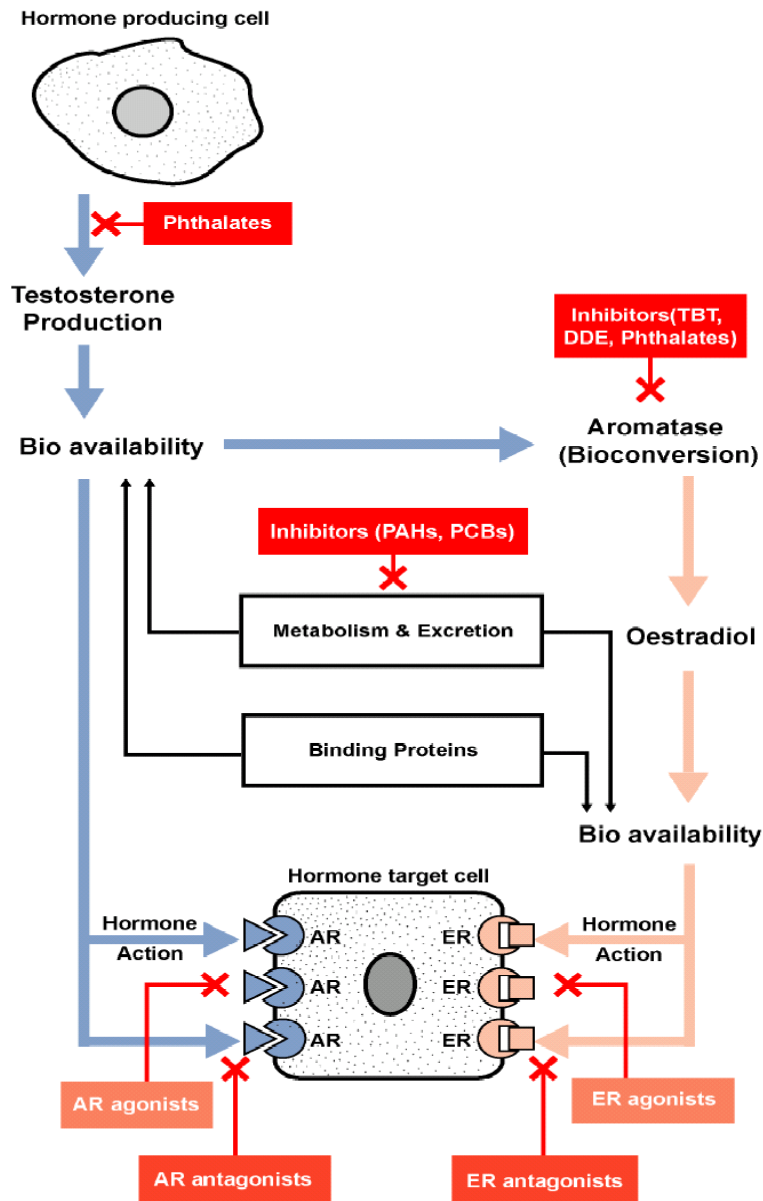 Hormone producing cell
Phthalates
Testosterone
Production
Inhibitors(TBT,
DDE, Phthalates)
Bio availability
Aromatase
(Bioconversion)
Inhibitors (PAHs, PCBs)
Metabolism & Excretion
Oestradiol
Binding Proteins
Bio availability
Hormone target cell
Hormone
Action
AR
ER
Hormone
Action
AR
ER
AR
ER
AR agonists
ER agonists
AR antagonists
ER antagonists